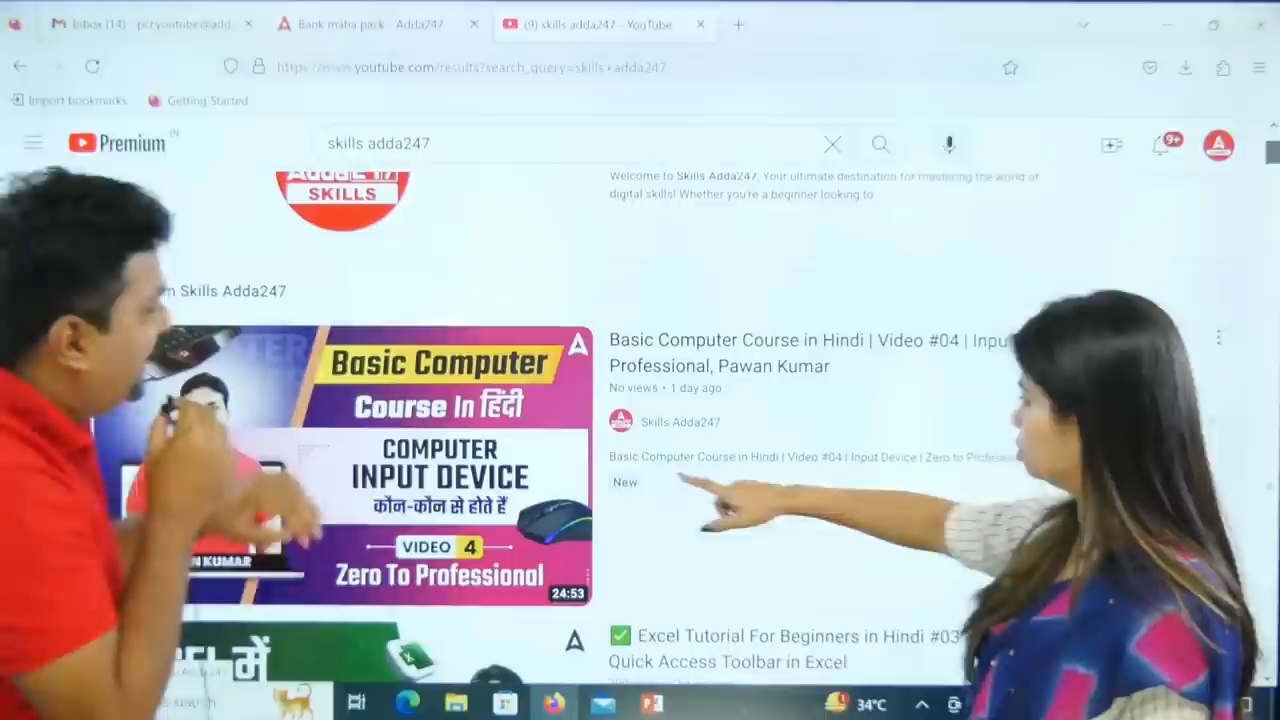 Inbox (14) pcryoutube@add
Bank maha pack - Adda247
(9) skills adda247 - YouTube
https://www.youtube.com/results?search_query=skills+adda247
Import bookmarks
Getting Started
Premium
IN
skills adda247
9+
SKILLS
Welcome to Skills Adda247, Your ultimate destination for mastering the world of
digital skills! Whether you're a beginner looking to
Skills Adda247
Basic Computer
Course In हिंदी
COMPUTER
INPUT DEVICE
कौन-कौन से होते हैं
VIDEO 4
Zero To Professional
KUMAR
24:53
Basic Computer Course in Hindi | Video #04 | Inpu
Professional, Pawan Kumar
No views • 1 day ago
Skills Adda247
Basic Computer Course in Hindi | Video #04 | Input Device | Zero to Profess
New
में
Excel Tutorial For Beginners in Hindi #03
Quick Access Toolbar in Excel
34°C